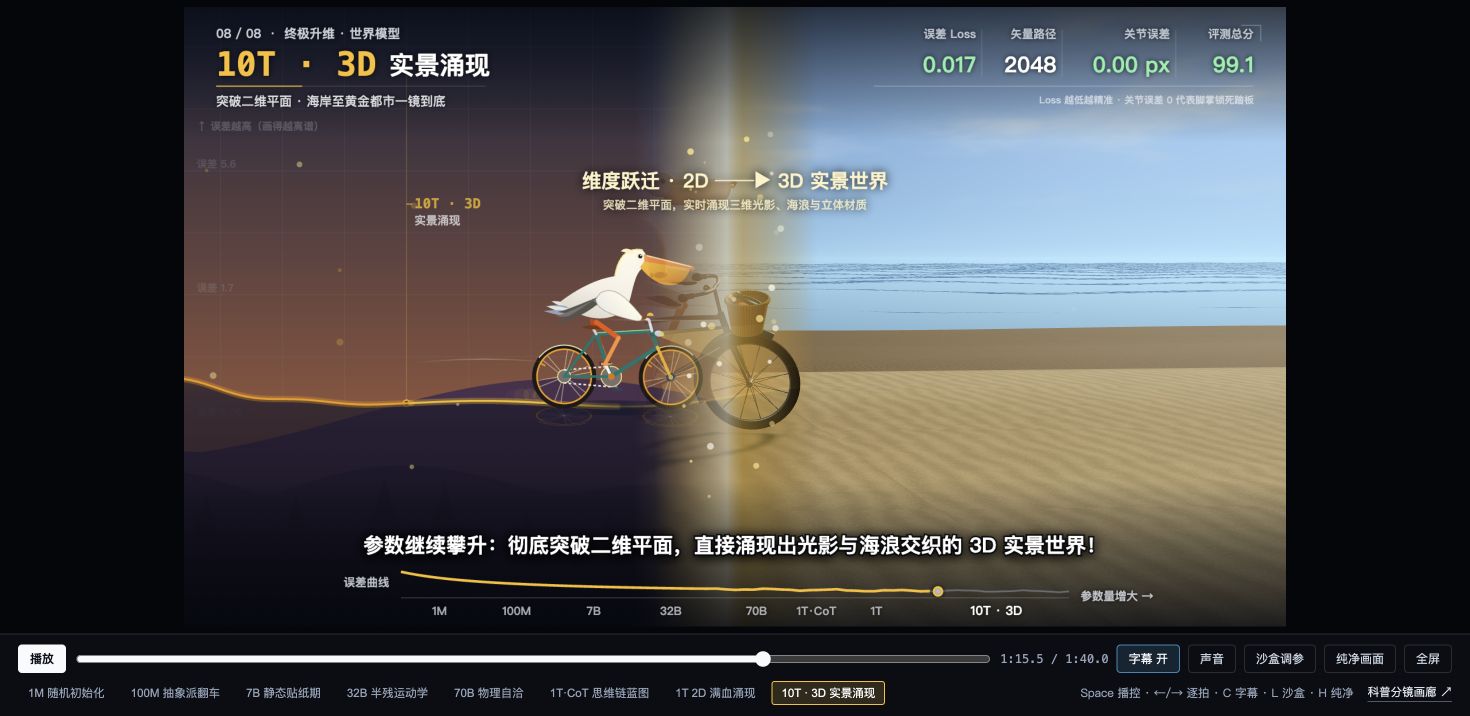 08 / 08 · 终极升维 · 世界模型
10T · 3D 实景涌现
突破二维平面 · 海岸至黄金都市一镜到底
误差 Loss 矢量路径 关节误差 评测总分
0.017 2048 0.00 px 99.1
Loss 越低越精准 · 关节误差 0 代表脚掌锁死踏板
↑ 误差越高（画得越离谱）
误差 5.6
维度跃迁 · 2D ——▶ 3D 实景世界
突破二维平面，实时涌现三维光影、海浪与立体材质
10T · 3D
实景涌现
误差 1.7
参数继续攀升：彻底突破二维平面，直接涌现出光影与海浪交织的 3D 实景世界！
误差曲线
参数量增大 →
1M 100M 7B 32B 70B 1T·CoT 1T 10T · 3D
播放 1:15.5 / 1:40.0 字幕 开 声音 沙盒调参 纯净画面 全屏
1M 随机初始化 100M 抽象派翻车 7B 静态贴纸期 32B 半残运动学 70B 物理自洽 1T·CoT 思维链蓝图 1T 2D 满血涌现 10T · 3D 实景涌现 Space 播控 · ←/→ 逐拍 · C 字幕 · L 沙盒 · H 纯净 科普分镜画廊 ↗